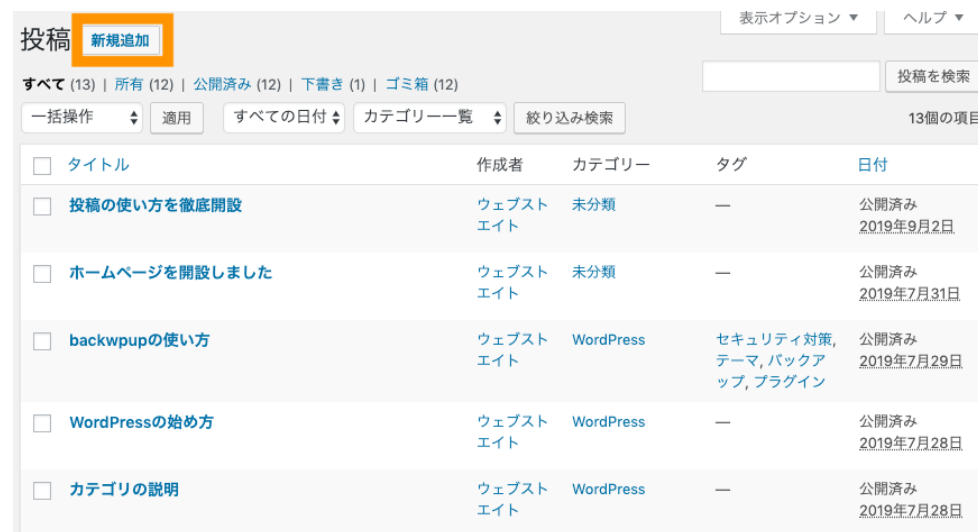 表示オプション ▼ ヘルプ ▼
投稿 新規追加
すべて (13) | 所有 (12) | 公開済み (12) | 下書き (1) | ゴミ箱 (12)
投稿を検索
一括操作 適用 すべての日付 カテゴリー一覧 絞り込み検索 13個の項目
タイトル 作成者 カテゴリー タグ 日付
投稿の使い方を徹底開設 ウェブスト 未分類 — 公開済み
エイト 2019年9月2日
ホームページを開設しました ウェブスト 未分類 — 公開済み
エイト 2019年7月31日
backwpupの使い方 ウェブスト WordPress セキュリティ対策, 公開済み
エイト テーマ, バックア 2019年7月29日
ップ, プラグイン
WordPressの始め方 ウェブスト WordPress — 公開済み
エイト 2019年7月28日
カテゴリの説明 ウェブスト WordPress — 公開済み
エイト 2019年7月28日